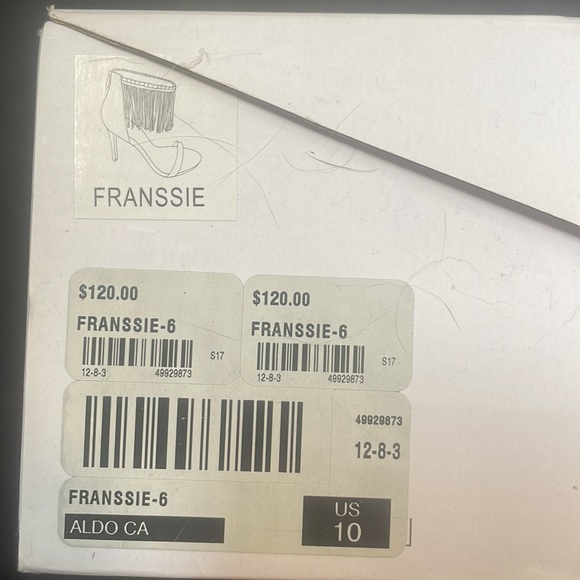 FRANSSIE
$120.00
FRANSSIE-6
S17
12-8-3 49929873
$120.00
FRANSSIE-6
S17
12-8-3 49929873
49929873
12-8-3
FRANSSIE-6
ALDO CA
US
10